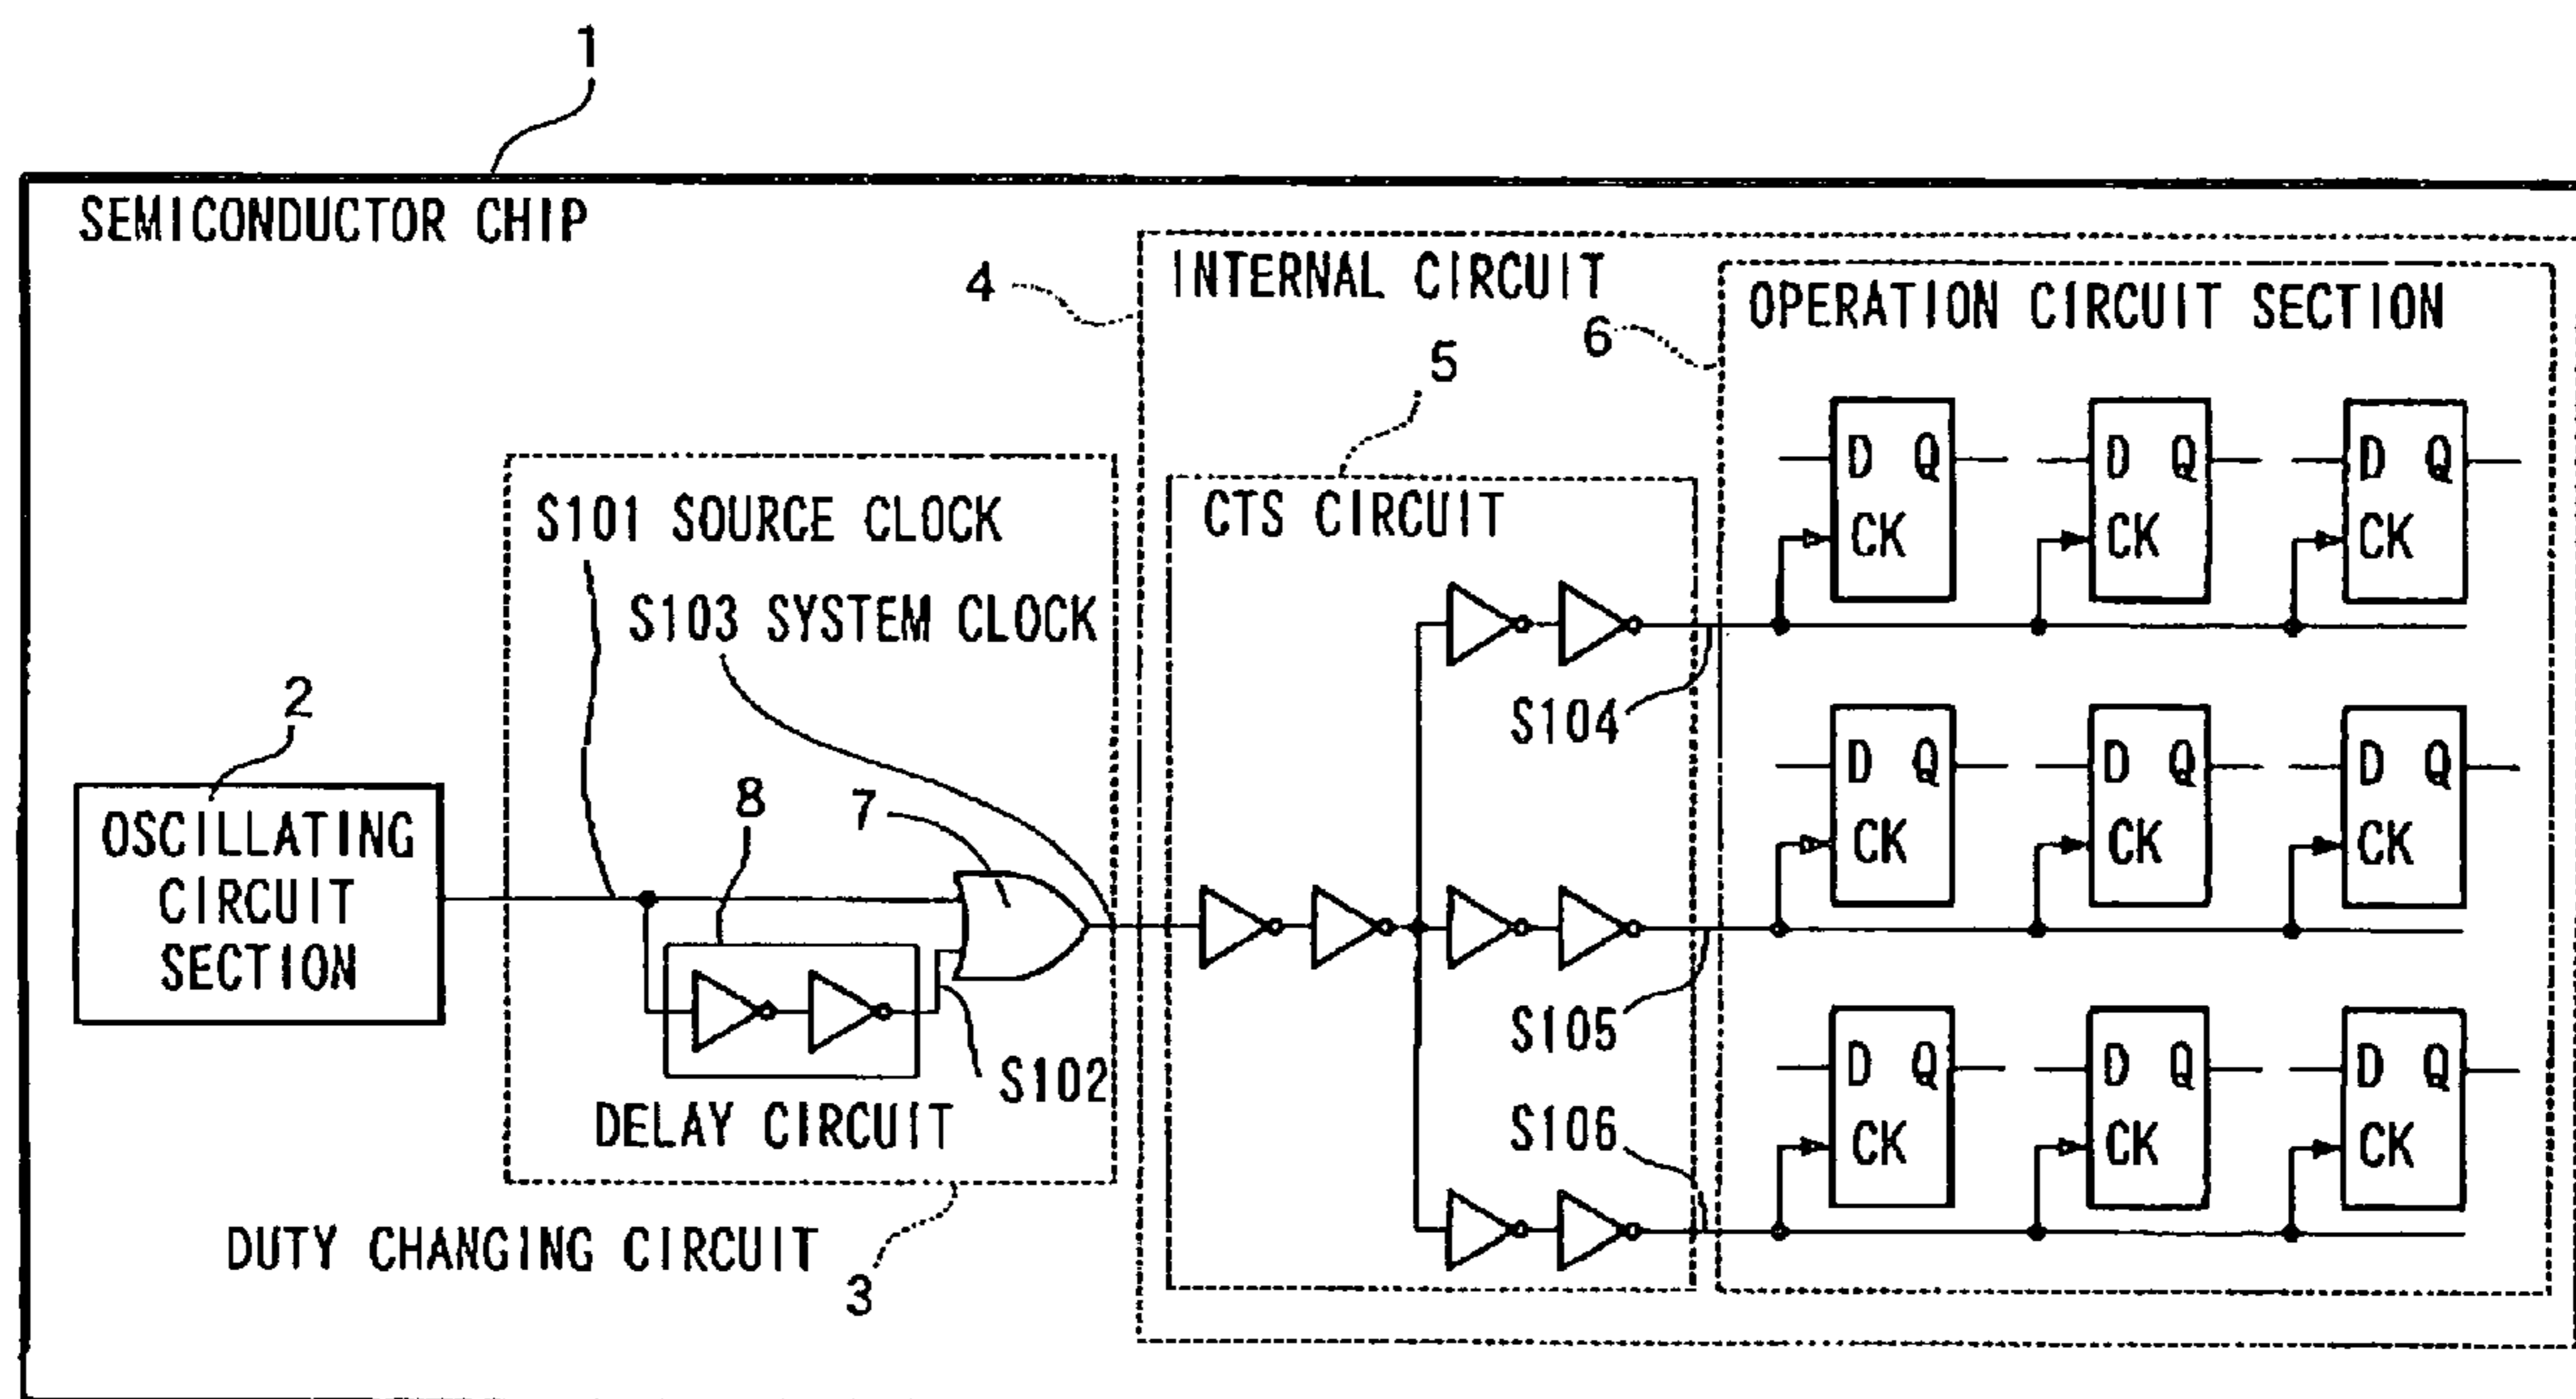 1
SEMICONDUCTOR CHIP
4
INTERNAL CIRCUIT
6
OPERATION CIRCUIT SECTION
5
CTS CIRCUIT
S101 SOURCE CLOCK
S103 SYSTEM CLOCK
2
OSCILLATING
CIRCUIT
SECTION
8
7
S102
DELAY CIRCUIT
DUTY CHANGING CIRCUIT
3
S104
S105
S106
D Q
CK
D Q
CK
D Q
CK
D Q
CK
D Q
CK
D Q
CK
D Q
CK
D Q
CK
D Q
CK